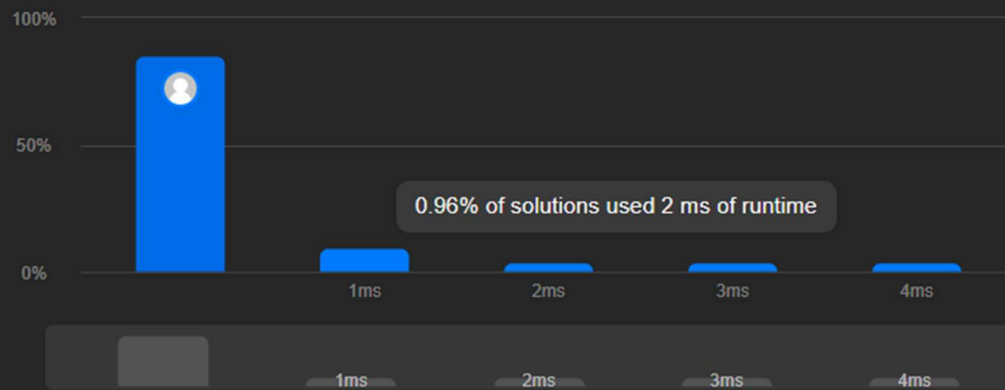 100%
50%
0.96% of solutions used 2 ms of runtime
0%
1ms 2ms 3ms 4ms
1ms 2ms 3ms 4ms